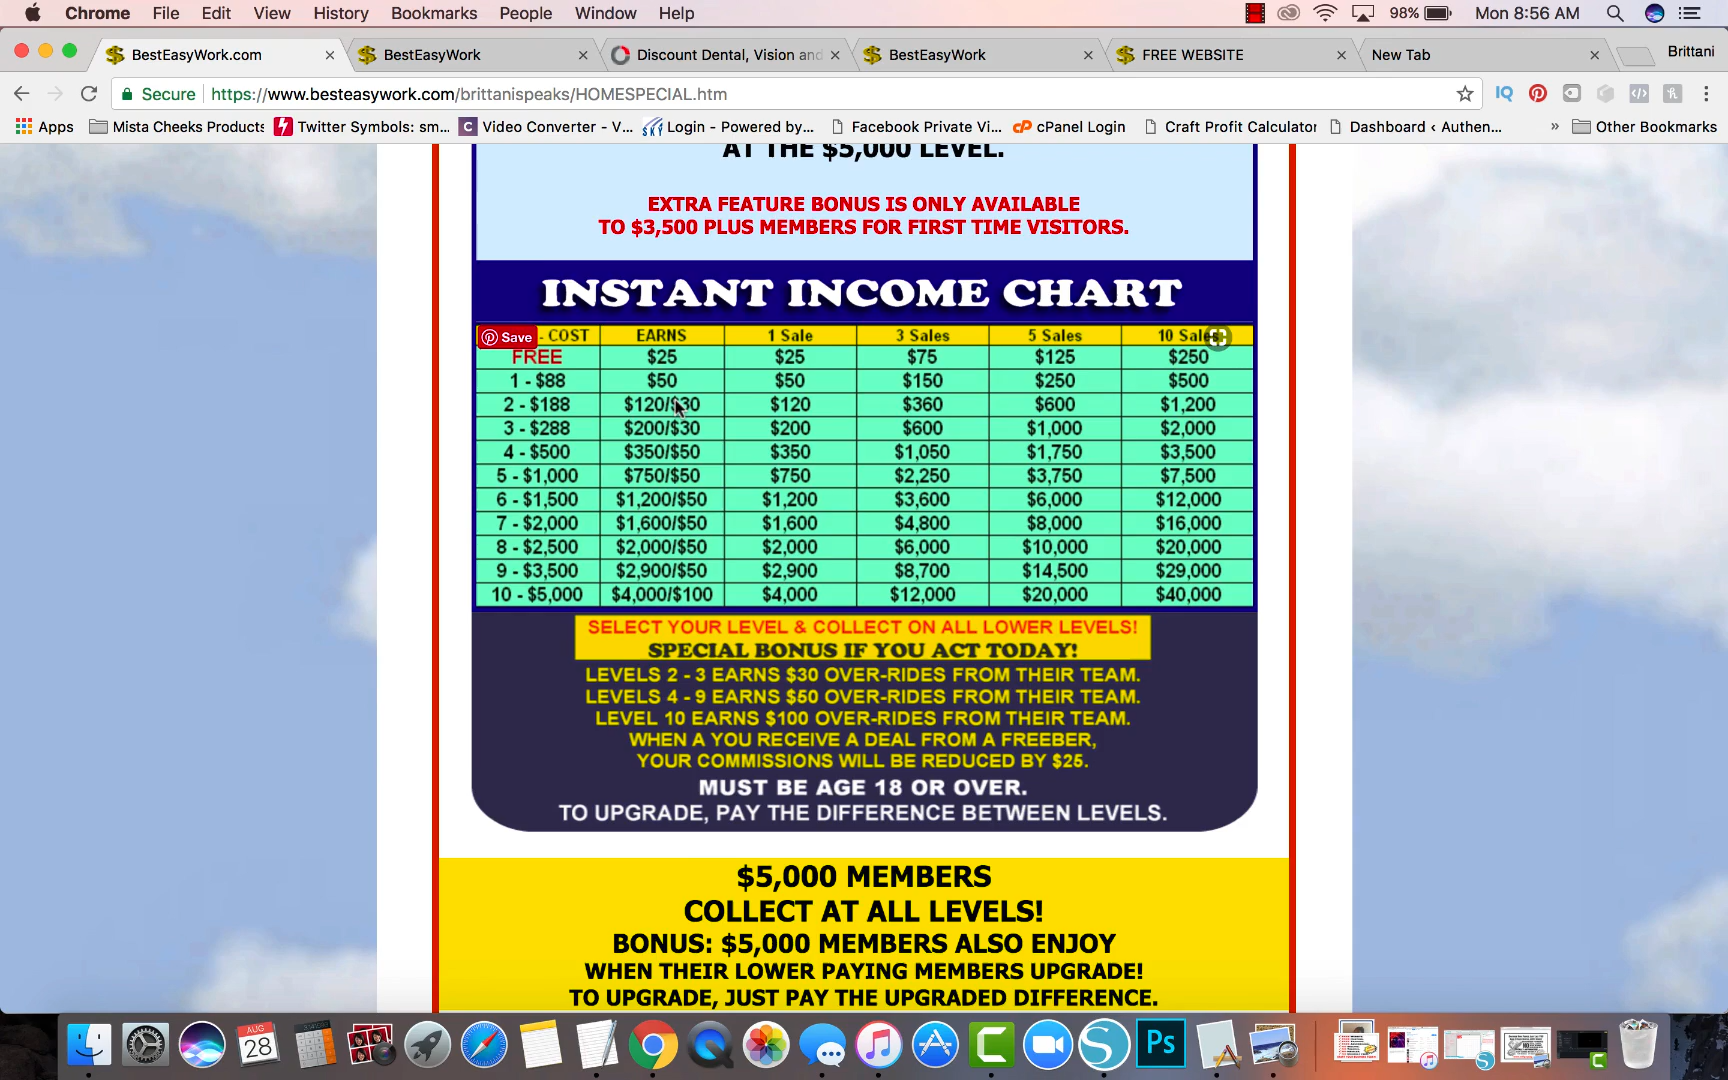 Chrome File Edit View History Bookmarks People Window Help 98% Mon 8:56 AM
BestEasyWork.com BestEasyWork Discount Dental, Vision and BestEasyWork FREE WEBSITE New Tab Brittani
Secure https://www.besteasywork.com/brittanispeaks/HOMESPECIAL.htm IQ
Apps Mista Cheeks Products Twitter Symbols: sm... C Video Converter - V... SKY Login - Powered by... Facebook Private Vi... cP cPanel Login Craft Profit Calculator Dashboard ‹ Authen... » Other Bookmarks
AT THE $5,000 LEVEL.
EXTRA FEATURE BONUS IS ONLY AVAILABLE
TO $3,500 PLUS MEMBERS FOR FIRST TIME VISITORS.
INSTANT INCOME CHART
Save - COST EARNS 1 Sale 3 Sales 5 Sales 10 Sales
FREE $25 $25 $75 $125 $250
1 - $88 $50 $50 $150 $250 $500
2 - $188 $120/$30 $120 $360 $600 $1,200
3 - $288 $200/$30 $200 $600 $1,000 $2,000
4 - $500 $350/$50 $350 $1,050 $1,750 $3,500
5 - $1,000 $750/$50 $750 $2,250 $3,750 $7,500
6 - $1,500 $1,200/$50 $1,200 $3,600 $6,000 $12,000
7 - $2,000 $1,600/$50 $1,600 $4,800 $8,000 $16,000
8 - $2,500 $2,000/$50 $2,000 $6,000 $10,000 $20,000
9 - $3,500 $2,900/$50 $2,900 $8,700 $14,500 $29,000
10 - $5,000 $4,000/$100 $4,000 $12,000 $20,000 $40,000
SELECT YOUR LEVEL & COLLECT ON ALL LOWER LEVELS!
SPECIAL BONUS IF YOU ACT TODAY!
LEVELS 2 - 3 EARNS $30 OVER-RIDES FROM THEIR TEAM.
LEVELS 4 - 9 EARNS $50 OVER-RIDES FROM THEIR TEAM.
LEVEL 10 EARNS $100 OVER-RIDES FROM THEIR TEAM.
WHEN A YOU RECEIVE A DEAL FROM A FREEBER,
YOUR COMMISSIONS WILL BE REDUCED BY $25.
MUST BE AGE 18 OR OVER.
TO UPGRADE, PAY THE DIFFERENCE BETWEEN LEVELS.
$5,000 MEMBERS
COLLECT AT ALL LEVELS!
BONUS: $5,000 MEMBERS ALSO ENJOY
WHEN THEIR LOWER PAYING MEMBERS UPGRADE!
TO UPGRADE, JUST PAY THE UPGRADED DIFFERENCE.
AUG
28
Ps